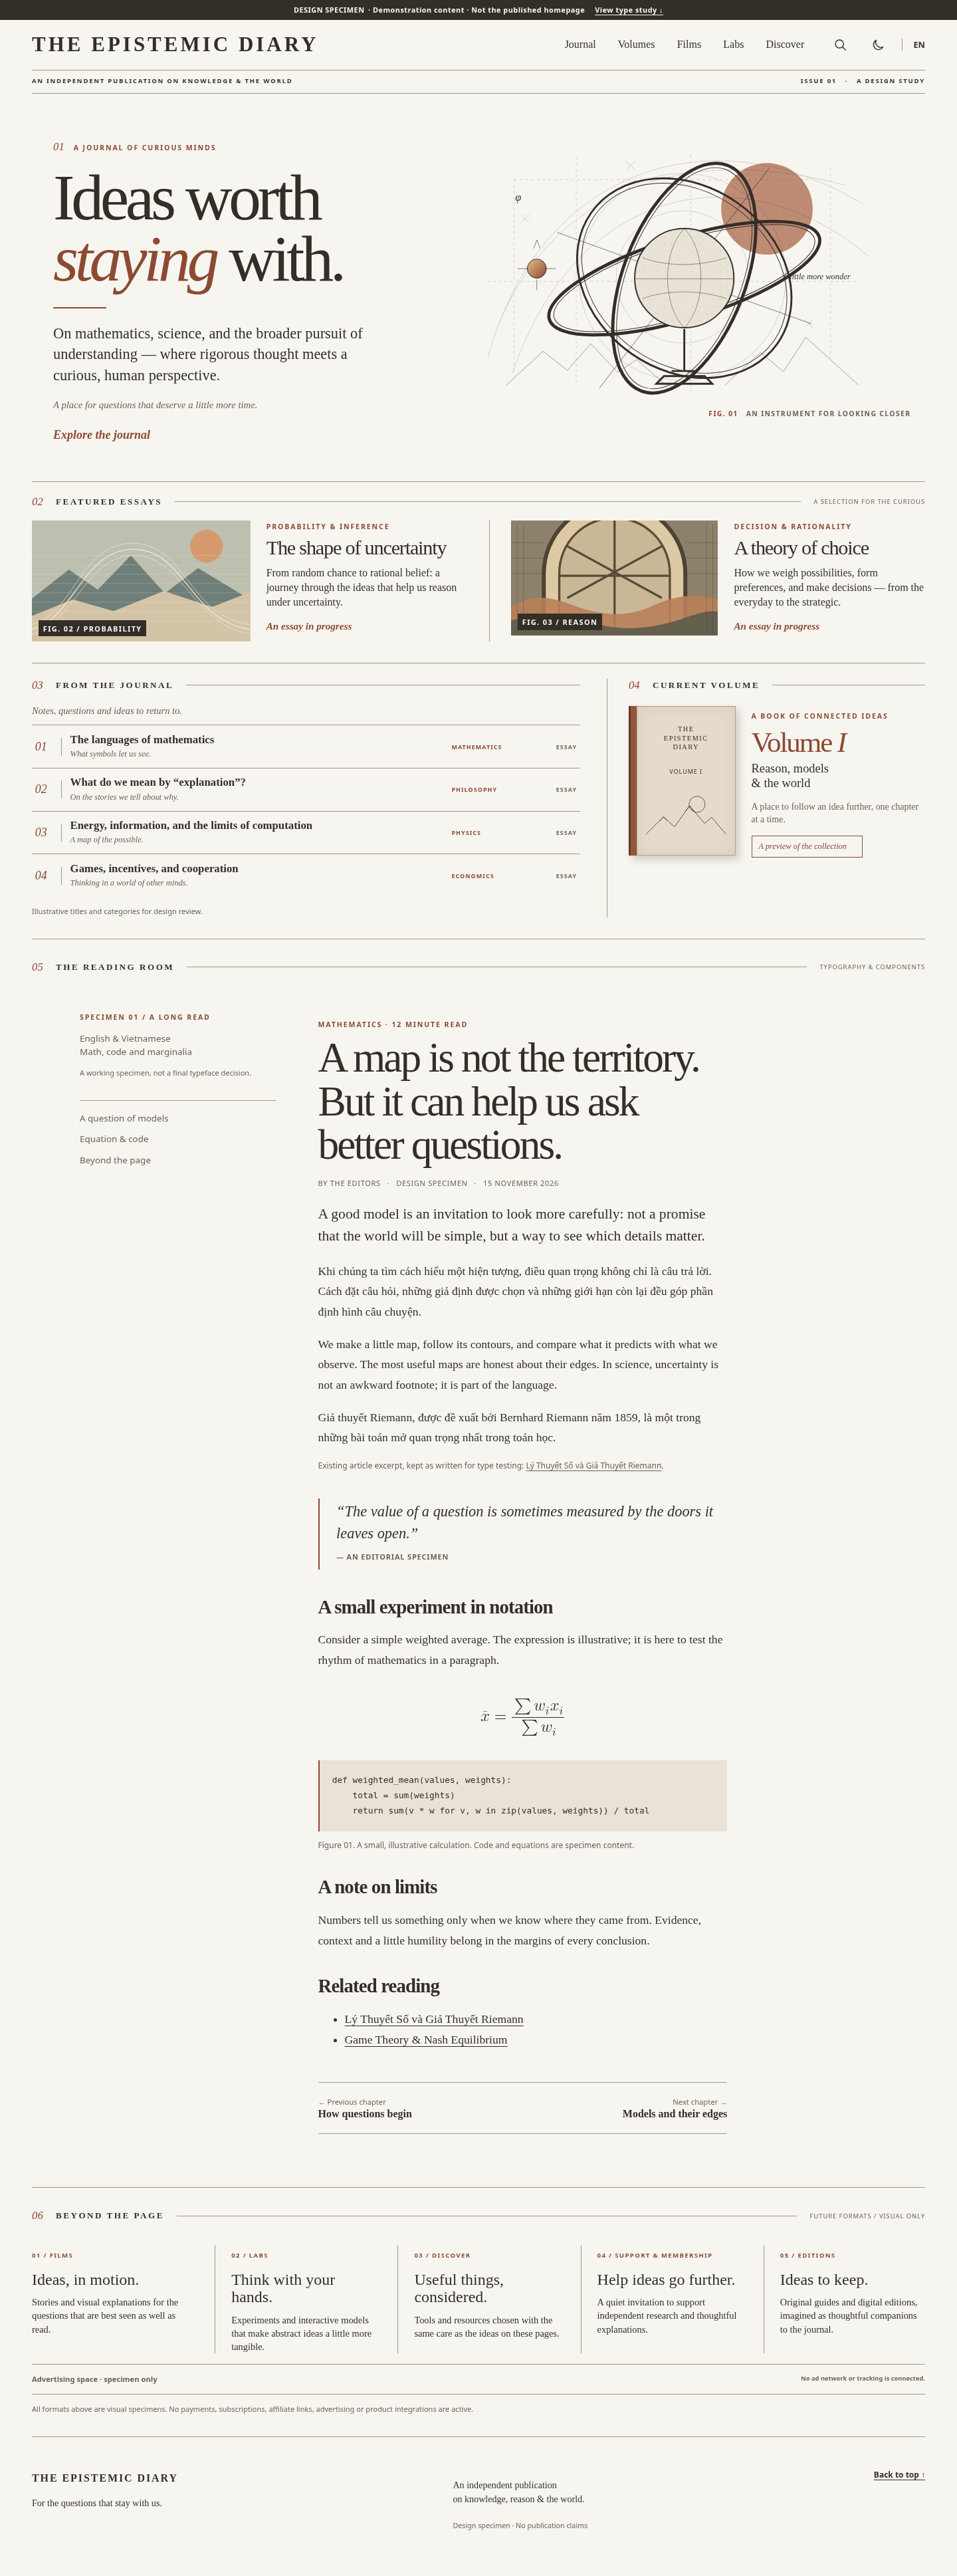 DESIGN SPECIMEN · Demonstration content · Not the published homepage View type study ↓
THE EPISTEMIC DIARY
Journal Volumes Films Labs Discover EN
AN INDEPENDENT PUBLICATION ON KNOWLEDGE & THE WORLD
ISSUE 01 · A DESIGN STUDY
01 A JOURNAL OF CURIOUS MINDS
Ideas worth
staying with.
On mathematics, science, and the broader pursuit of
understanding — where rigorous thought meets a
curious, human perspective.
A place for questions that deserve a little more time.
Explore the journal
φ
little more wonder
FIG. 01 AN INSTRUMENT FOR LOOKING CLOSER
02 FEATURED ESSAYS
A SELECTION FOR THE CURIOUS
FIG. 02 / PROBABILITY
PROBABILITY & INFERENCE
The shape of uncertainty
From random chance to rational belief: a
journey through the ideas that help us reason
under uncertainty.
An essay in progress
FIG. 03 / REASON
DECISION & RATIONALITY
A theory of choice
How we weigh possibilities, form
preferences, and make decisions — from the
everyday to the strategic.
An essay in progress
03 FROM THE JOURNAL
Notes, questions and ideas to return to.
01 The languages of mathematics
What symbols let us see.
MATHEMATICS ESSAY
02 What do we mean by “explanation”?
On the stories we tell about why.
PHILOSOPHY ESSAY
03 Energy, information, and the limits of computation
A map of the possible.
PHYSICS ESSAY
04 Games, incentives, and cooperation
Thinking in a world of other minds.
ECONOMICS ESSAY
Illustrative titles and categories for design review.
04 CURRENT VOLUME
THE
EPISTEMIC
DIARY
VOLUME I
A BOOK OF CONNECTED IDEAS
Volume I
Reason, models
& the world
A place to follow an idea further, one chapter
at a time.
A preview of the collection
05 THE READING ROOM
TYPOGRAPHY & COMPONENTS
SPECIMEN 01 / A LONG READ
English & Vietnamese
Math, code and marginalia
A working specimen, not a final typeface decision.
A question of models
Equation & code
Beyond the page
MATHEMATICS · 12 MINUTE READ
A map is not the territory.
But it can help us ask
better questions.
BY THE EDITORS · DESIGN SPECIMEN · 15 NOVEMBER 2026
A good model is an invitation to look more carefully: not a promise
that the world will be simple, but a way to see which details matter.
Khi chúng ta tìm cách hiểu một hiện tượng, điều quan trọng không chỉ là câu trả lời.
Cách đặt câu hỏi, những giả định được chọn và những giới hạn còn lại đều góp phần
định hình câu chuyện.
We make a little map, follow its contours, and compare what it predicts with what we
observe. The most useful maps are honest about their edges. In science, uncertainty is
not an awkward footnote; it is part of the language.
Giả thuyết Riemann, được đề xuất bởi Bernhard Riemann năm 1859, là một trong
những bài toán mở quan trọng nhất trong toán học.
Existing article excerpt, kept as written for type testing: Lý Thuyết Số và Giả Thuyết Riemann.
“The value of a question is sometimes measured by the doors it
leaves open.”
— AN EDITORIAL SPECIMEN
A small experiment in notation
Consider a simple weighted average. The expression is illustrative; it is here to test the
rhythm of mathematics in a paragraph.
x̄ = ∑ wᵢxᵢ / ∑ wᵢ
def weighted_mean(values, weights):
    total = sum(weights)
    return sum(v * w for v, w in zip(values, weights)) / total
Figure 01. A small, illustrative calculation. Code and equations are specimen content.
A note on limits
Numbers tell us something only when we know where they came from. Evidence,
context and a little humility belong in the margins of every conclusion.
Related reading
• Lý Thuyết Số và Giả Thuyết Riemann
• Game Theory & Nash Equilibrium
← Previous chapter
How questions begin
Next chapter →
Models and their edges
06 BEYOND THE PAGE
FUTURE FORMATS / VISUAL ONLY
01 / FILMS
Ideas, in motion.
Stories and visual explanations for the
questions that are best seen as well as
read.
02 / LABS
Think with your
hands.
Experiments and interactive models
that make abstract ideas a little more
tangible.
03 / DISCOVER
Useful things,
considered.
Tools and resources chosen with the
same care as the ideas on these pages.
04 / SUPPORT & MEMBERSHIP
Help ideas go further.
A quiet invitation to support
independent research and thoughtful
explanations.
05 / EDITIONS
Ideas to keep.
Original guides and digital editions,
imagined as thoughtful companions
to the journal.
Advertising space · specimen only
No ad network or tracking is connected.
All formats above are visual specimens. No payments, subscriptions, affiliate links, advertising or product integrations are active.
THE EPISTEMIC DIARY
For the questions that stay with us.
An independent publication
on knowledge, reason & the world.
Design specimen · No publication claims
Back to top ↑